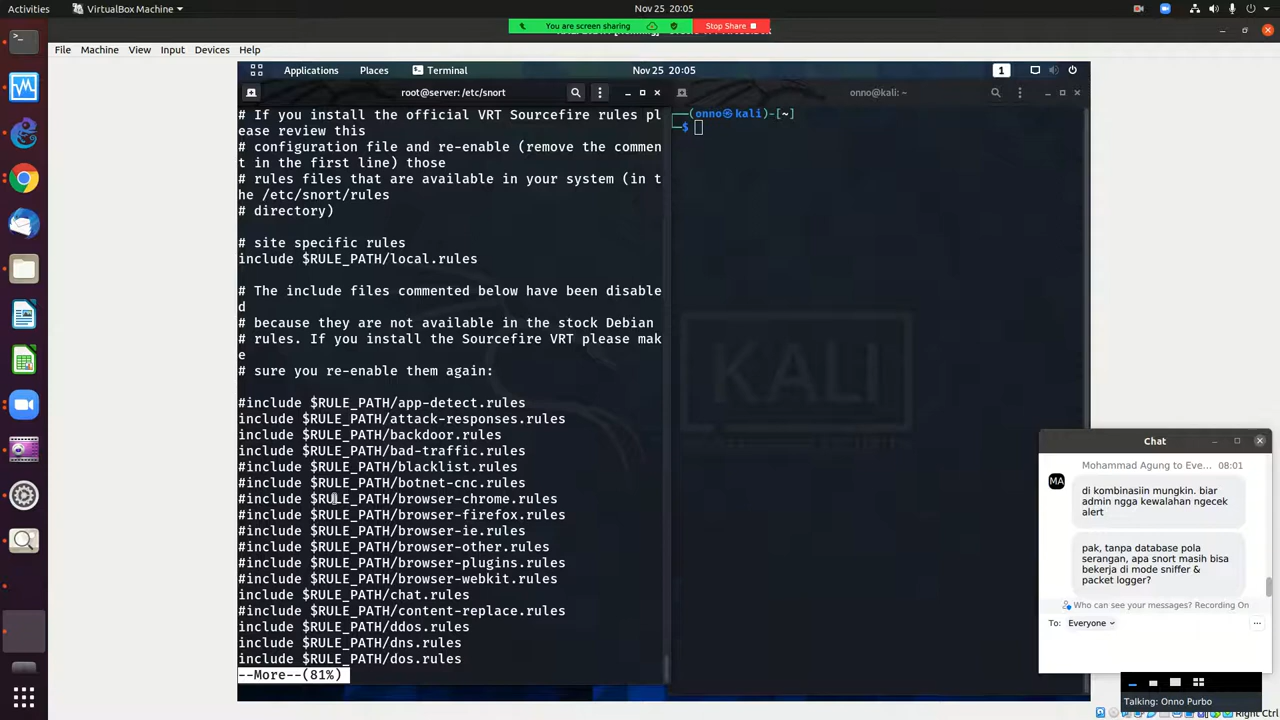 Activities
VirtualBox Machine
Nov 25 20:05
You are screen sharing
Stop Share
File Machine View Input Devices Help
Applications Places Terminal
Nov 25 20:05
1
root@server: /etc/snort
# If you install the official VRT Sourcefire rules pl
ease review this
# configuration file and re-enable (remove the commen
t in the first line) those
# rules files that are available in your system (in t
he /etc/snort/rules
# directory)
# site specific rules
include $RULE_PATH/local.rules
# The include files commented below have been disable
d
# because they are not available in the stock Debian
# rules. If you install the Sourcefire VRT please mak
e
# sure you re-enable them again:
#include $RULE_PATH/app-detect.rules
include $RULE_PATH/attack-responses.rules
include $RULE_PATH/backdoor.rules
include $RULE_PATH/bad-traffic.rules
#include $RULE_PATH/blacklist.rules
#include $RULE_PATH/botnet-cnc.rules
#include $RULE_PATH/browser-chrome.rules
#include $RULE_PATH/browser-firefox.rules
#include $RULE_PATH/browser-ie.rules
#include $RULE_PATH/browser-other.rules
#include $RULE_PATH/browser-plugins.rules
#include $RULE_PATH/browser-webkit.rules
include $RULE_PATH/chat.rules
#include $RULE_PATH/content-replace.rules
include $RULE_PATH/ddos.rules
include $RULE_PATH/dns.rules
include $RULE_PATH/dos.rules
--More--(81%)
onno@kali: ~
(onno㉿kali)-[~]
$
KALI
Chat
Mohammad Agung to Eve... 08:01
MA
di kombinasiin mungkin. biar
admin ngga kewalahan ngecek
alert
pak, tanpa database pola
serangan, apa snort masih bisa
bekerja di mode sniffer &
packet logger?
Who can see your messages? Recording On
To: Everyone
Talking: Onno Purbo
Right Ctrl